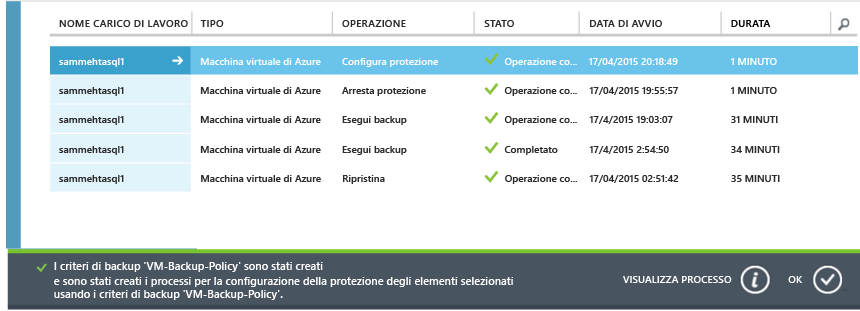 NOME CARICO DI LAVORO TIPO OPERAZIONE STATO DATA DI AVVIO DURATA
sammehtasql1 Macchina virtuale di Azure Configura protezione Operazione co... 17/04/2015 20:18:49 1 MINUTO
sammehtasql1 Macchina virtuale di Azure Arresta protezione Operazione co... 17/04/2015 19:55:57 1 MINUTO
sammehtasql1 Macchina virtuale di Azure Esegui backup Operazione co... 17/4/2015 19:03:07 31 MINUTI
sammehtasql1 Macchina virtuale di Azure Esegui backup Completato 17/4/2015 2:54:50 34 MINUTI
sammehtasql1 Macchina virtuale di Azure Ripristina Operazione co... 17/04/2015 02:51:42 35 MINUTI
I criteri di backup 'VM-Backup-Policy' sono stati creati
e sono stati creati i processi per la configurazione della protezione degli elementi selezionati
usando i criteri di backup 'VM-Backup-Policy'.
VISUALIZZA PROCESSO i OK